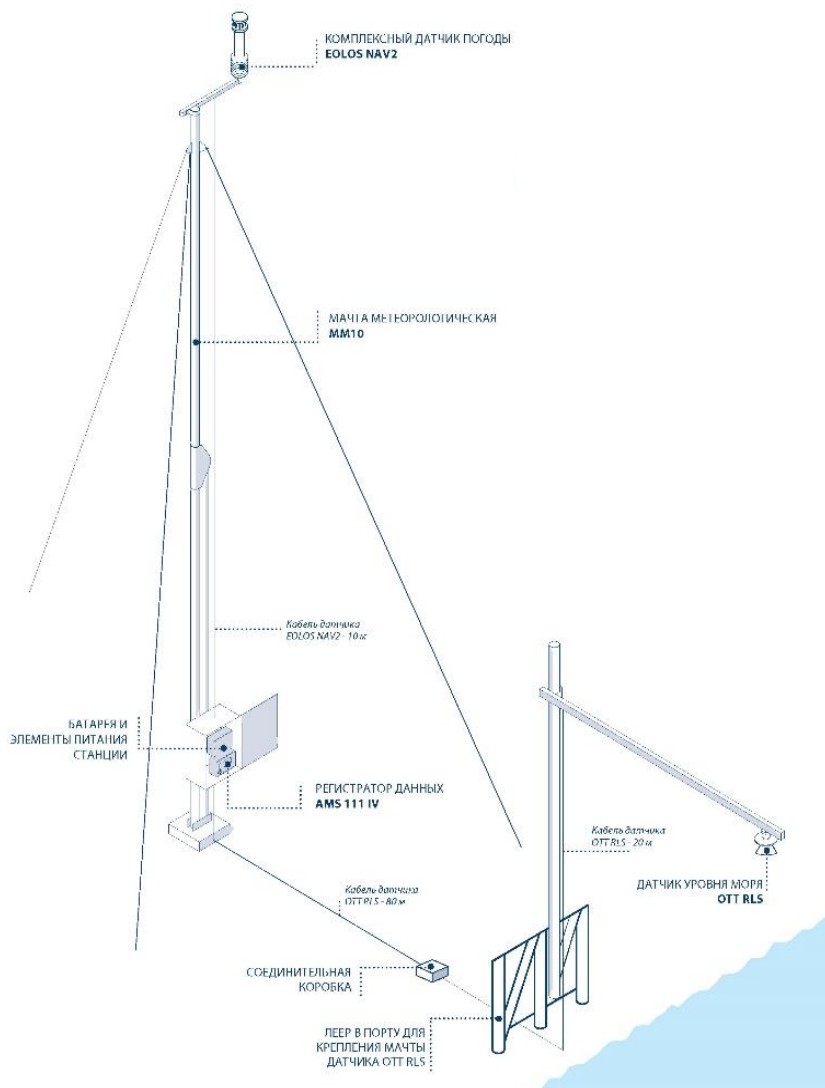 КОМПЛЕКСНЫЙ ДАТЧИК ПОГОДЫ
EOLOS NAV2
МАЧТА МЕТЕОРОЛОГИЧЕСКАЯ
MM10
Кабель датчика
EOLOS NAV2 - 10 м
БАТАРЕЯ И
ЭЛЕМЕНТЫ ПИТАНИЯ
СТАНЦИИ
РЕГИСТРАТОР ДАННЫХ
AMS 111 IV
Кабель датчика
OTT RLS - 20 м
ДАТЧИК УРОВНЯ МОРЯ
OTT RLS
Кабель датчика
OTT RLS - 80 м
СОЕДИНИТЕЛЬНАЯ
КОРОБКА
ЛЕЕР В ПОРТУ ДЛЯ
КРЕПЛЕНИЯ МАЧТЫ
ДАТЧИКА OTT RLS